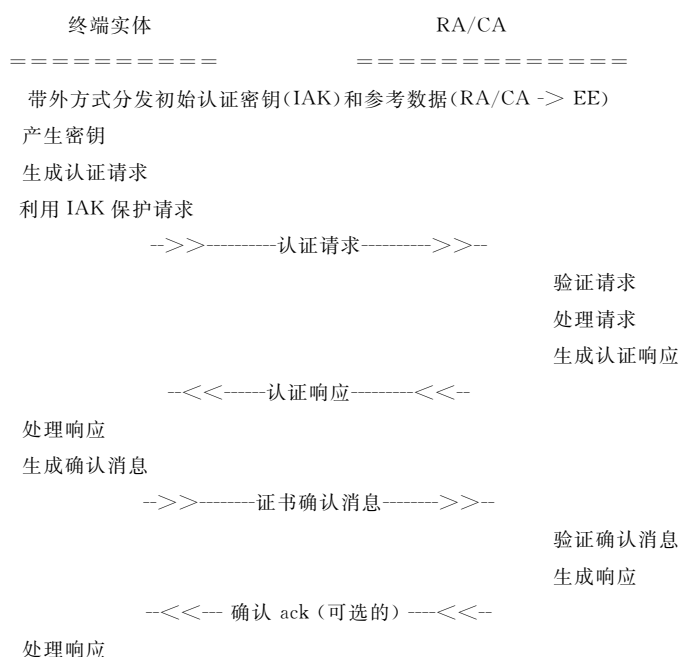 终端实体 RA/CA
========== =============
带外方式分发初始认证密钥(IAK)和参考数据(RA/CA -> EE)
产生密钥
生成认证请求
利用 IAK 保护请求
-->>----------认证请求---------->>--
验证请求
处理请求
生成认证响应
--<<------认证响应---------<<--
处理响应
生成确认消息
-->>--------证书确认消息-------->>--
验证确认消息
生成响应
--<<--- 确认 ack (可选的) ----<<--
处理响应